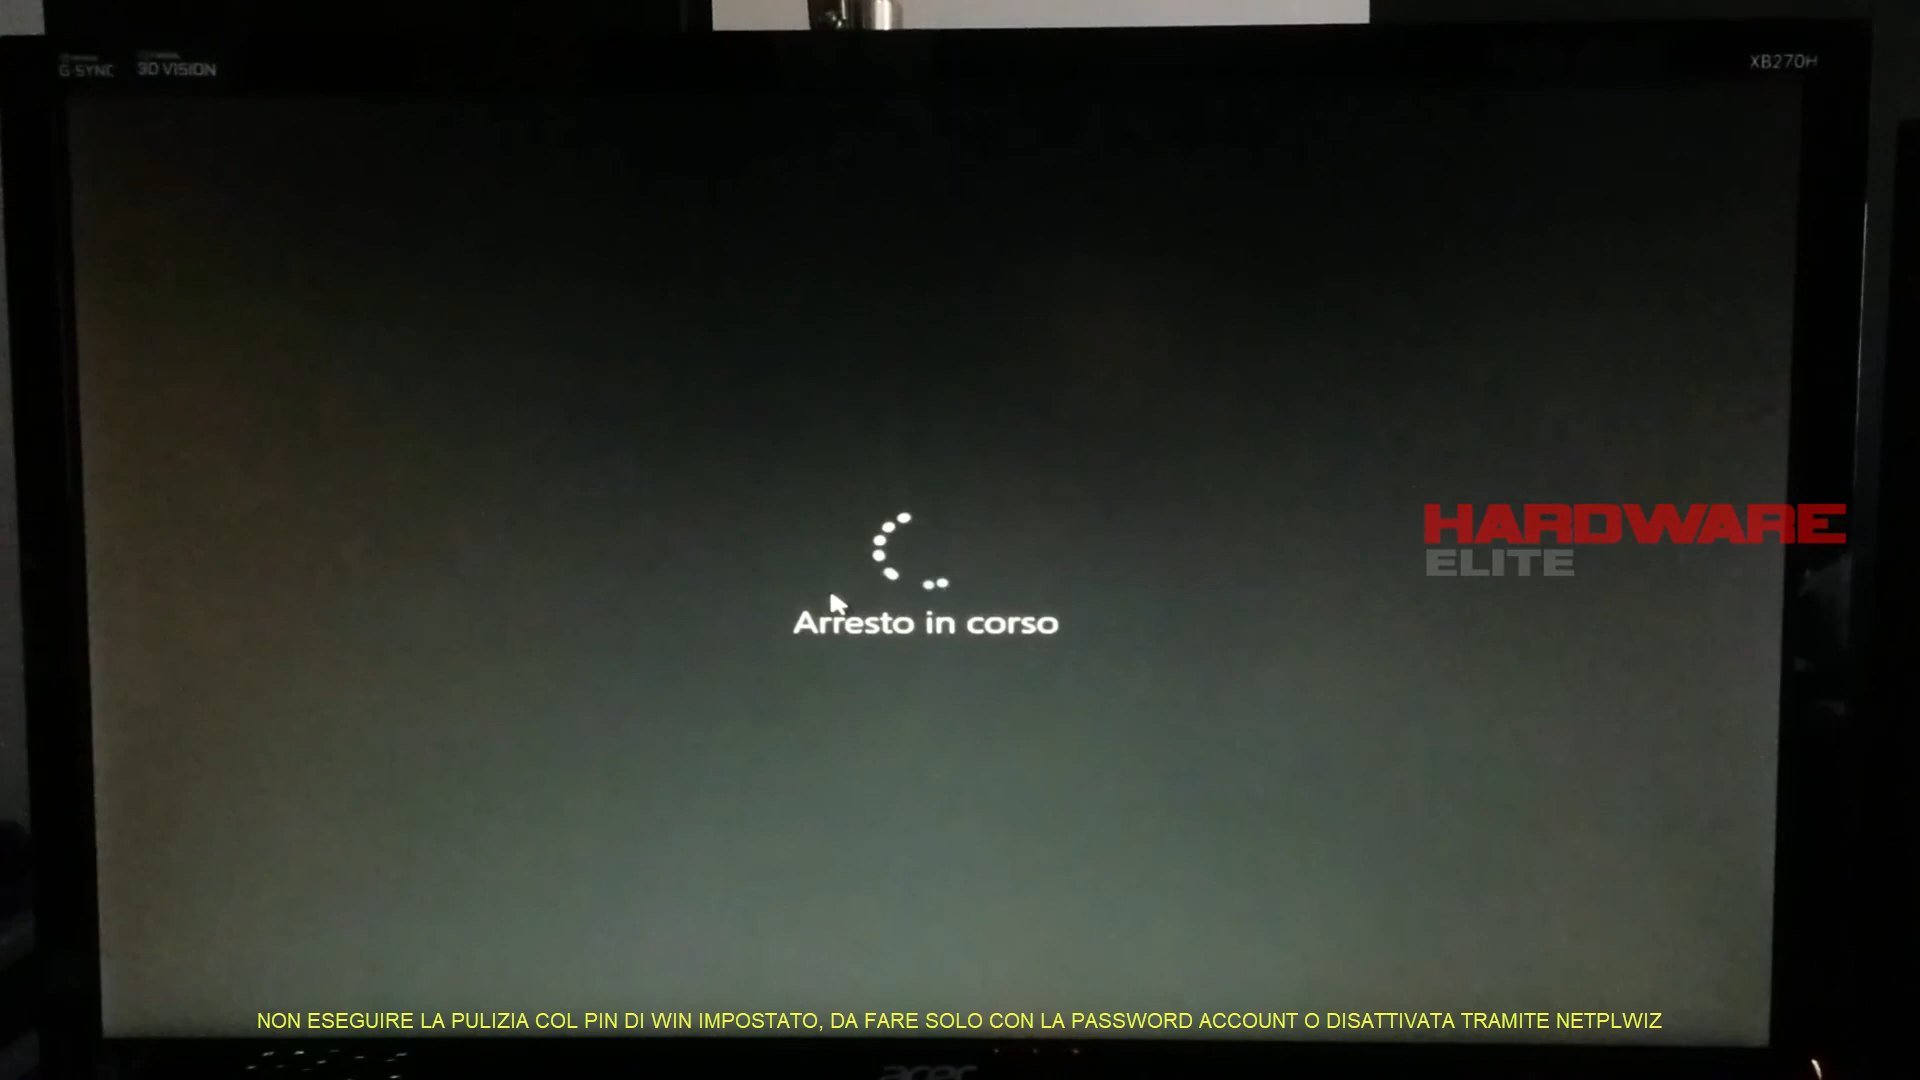 G-SYNC 3D VISION
XB270H
HARDWARE
ELITE
Arresto in corso
NON ESEGUIRE LA PULIZIA COL PIN DI WIN IMPOSTATO, DA FARE SOLO CON LA PASSWORD ACCOUNT O DISATTIVATA TRAMITE NETPLWIZ
acer